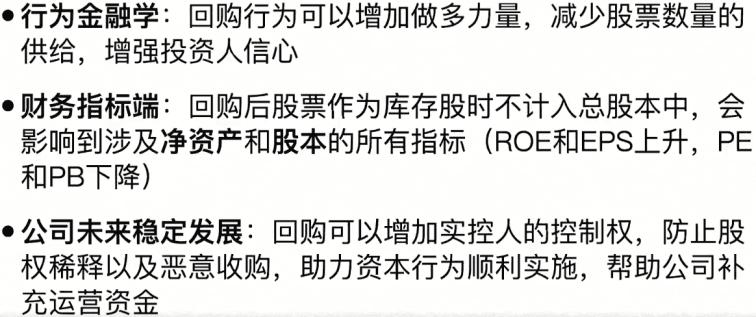 •行为金融学：回购行为可以增加做多力量，减少股票数量的
供给，增强投资人信心
•财务指标端：回购后股票作为库存股时不计入总股本中，会
影响到涉及净资产和股本的所有指标（ROE和EPS上升，PE
和PB下降）
•公司未来稳定发展：回购可以增加实控人的控制权，防止股
权稀释以及恶意收购，助力资本行为顺利实施，帮助公司补
充运营资金